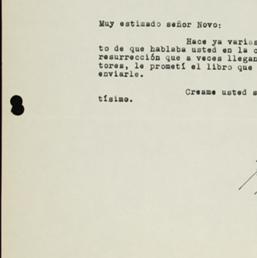 Muy estimado señor Novo:
Hace ya varias
to de que hablaba usted en la c
resurrección que a veces llegan
tores, le prometí el libro que
enviarle.
Creame usted s
tísimo.